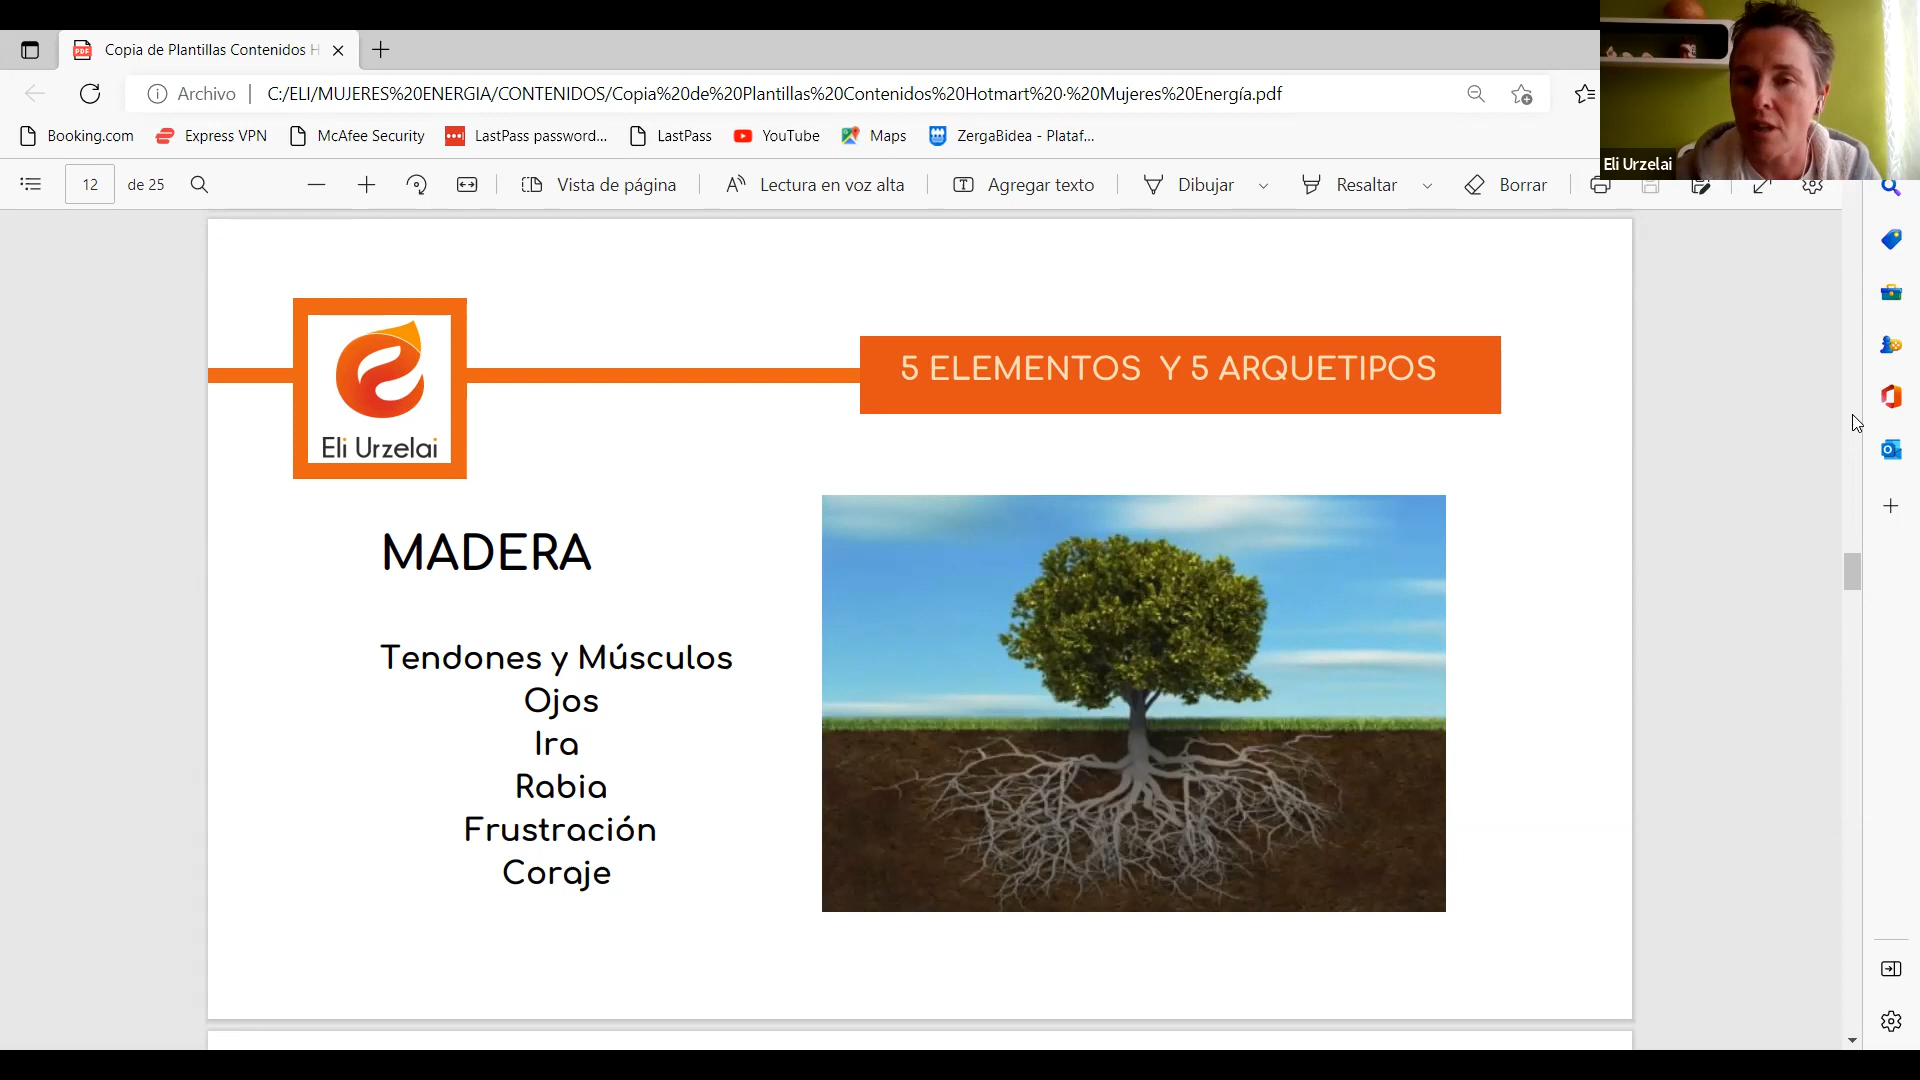 Copia de Plantillas Contenidos H
Archivo
C:/ELI/MUJERES%20ENERGIA/CONTENIDOS/Copia%20de%20Plantillas%20Contenidos%20Hotmart%20·%20Mujeres%20Energía.pdf
Booking.com
Express VPN
McAfee Security
LastPass password...
LastPass
YouTube
Maps
ZergaBidea - Plataf...
Eli Urzelai
12
de 25
Vista de página
Lectura en voz alta
Agregar texto
Dibujar
Resaltar
Borrar
5 ELEMENTOS Y 5 ARQUETIPOS
Eli Urzelai
MADERA
Tendones y Músculos
Ojos
Ira
Rabia
Frustración
Coraje